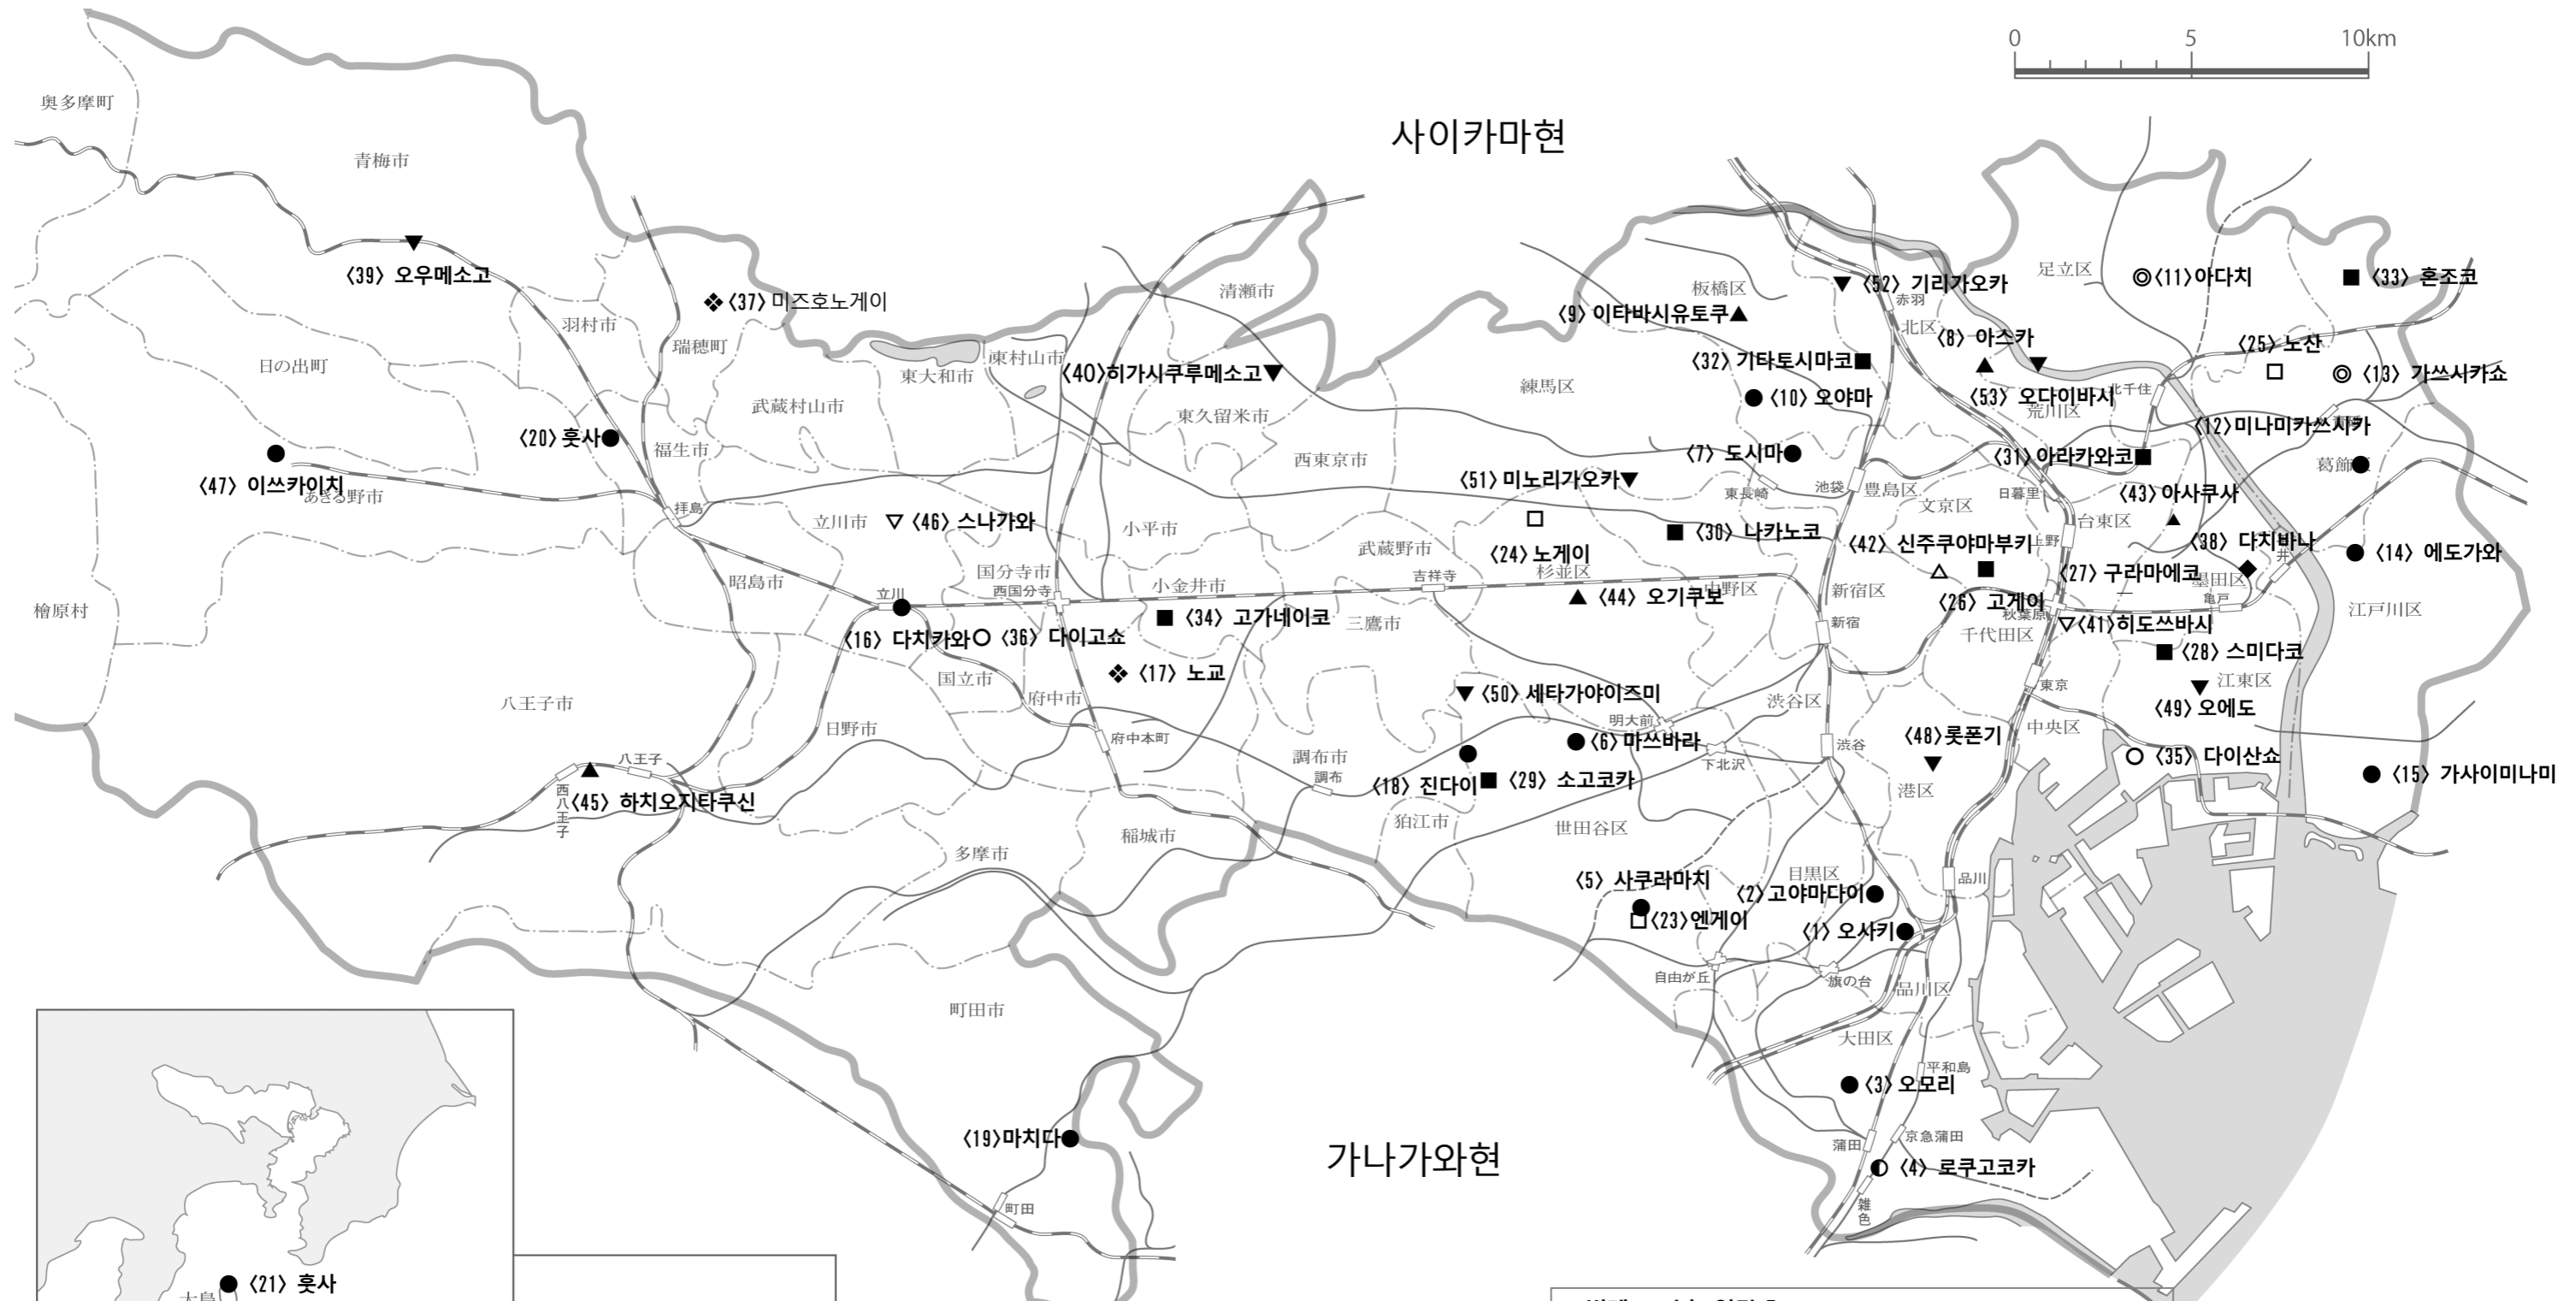 0 5 10km
사이카마현
奥多摩町
青梅市
〈39〉 오우메소고
❖〈37〉미즈호노게이
清瀬市
板橋区
〈52〉 기리가오카
赤羽
足立区
◎〈11〉아다치
■ 〈33〉 혼조코
羽村市
瑞穂町
〈9〉 이타바시유토쿠▲
北区
〈8〉 아스카
〈25〉 노산
日の出町
東大和市
東村山市
〈40〉히가시쿠루메소고▼
練馬区
〈32〉 기타토시마코■
◎ 〈13〉 가쓰시카쇼
武蔵村山市
東久留米市
● 〈10〉 오야마
〈53〉 오다이바시
荒川区
北千住
〈12〉미나미카쓰시카
〈20〉 훗사●
福生市
西東京市
〈7〉 도시마●
〈31〉 아라카와코■
葛飾
〈47〉 이쓰카이치
あきる野市
〈51〉 미노리가오카▼
東長崎
池袋
豊島区
文京区
日暮里
〈43〉 아사쿠사
拝島
立川市
▽ 〈46〉 스나가와
小平市
■ 〈30〉 나카노코
〈42〉 신주쿠야마부키
上野
台東区
〈38〉 다치바나
井
武蔵野市
〈24〉 노게이
● 〈14〉 에도가와
昭島市
国分寺市
西国分寺
小金井市
吉祥寺
杉並区
中野区
新宿区
〈27〉 구라마에코
墨田区
亀戸
檜原村
立川
▲ 〈44〉 오기쿠보
〈26〉 고게이
秋葉原
江戸川区
〈16〉 다치카와
○ 〈36〉 다이고쇼
■ 〈34〉 고가네이코
三鷹市
新宿
千代田区
▽〈41〉히도쓰바시
■ 〈28〉 스미다코
❖ 〈17〉 노교
国立市
府中市
▼ 〈50〉 세타가야이즈미
渋谷区
東京
江東区
〈49〉 오에도
八王子市
日野市
府中本町
明大前
● 〈6〉 마쓰바라
下北沢
渋谷
〈48〉 롯폰기
中央区
八王子
調布市
調布
〈18〉 진다이
■ 〈29〉 소고코카
港区
○ 〈35〉 다이산쇼
● 〈15〉 가사이미나미
西八王子
〈45〉 하치오지타쿠신
狛江市
世田谷区
稲城市
多摩市
〈5〉 사쿠라마치
目黒区
〈2〉고야마다이●
品川
□〈23〉엔게이
〈1〉 오사키●
自由が丘
旗の台
品川区
町田市
大田区
平和島
● 〈3〉 오모리
〈19〉마치다●
가나가와현
蒲田
京急蒲田
◐ 〈4〉 로쿠고코카
町田
雑色
● 〈21〉 훗사
大島